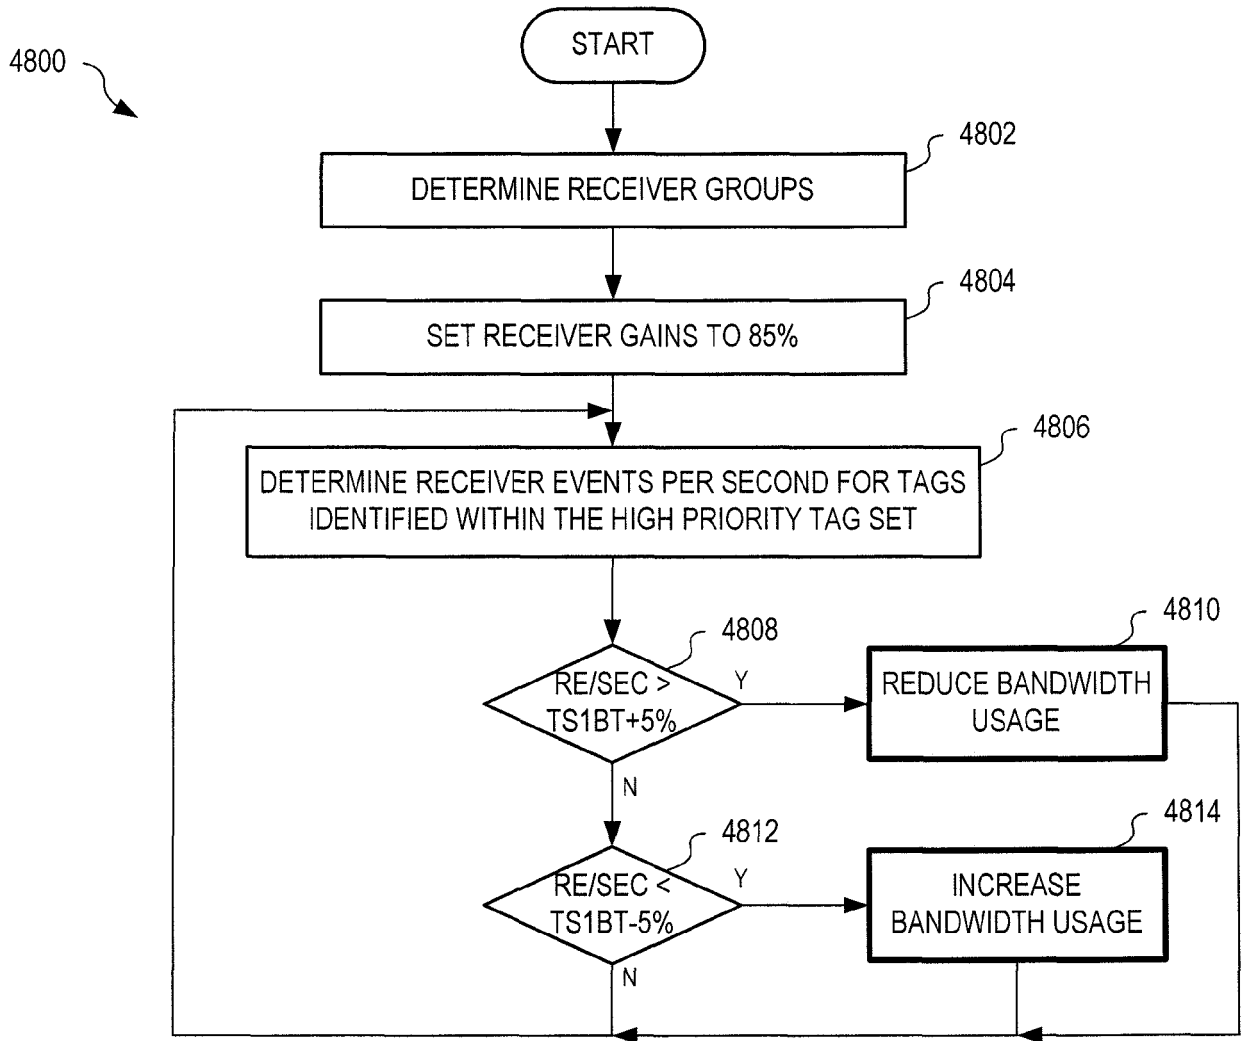 START
4800
4802
DETERMINE RECEIVER GROUPS
4804
SET RECEIVER GAINS TO 85%
4806
DETERMINE RECEIVER EVENTS PER SECOND FOR TAGS
IDENTIFIED WITHIN THE HIGH PRIORITY TAG SET
4808
RE/SEC >
TS1BT+5%
Y
N
4810
REDUCE BANDWIDTH
USAGE
4812
RE/SEC <
TS1BT-5%
Y
N
4814
INCREASE
BANDWIDTH USAGE